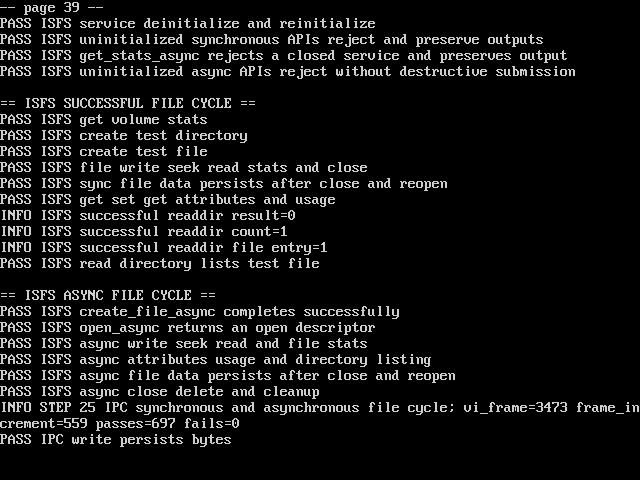 -- page 39 --
PASS ISFS service deinitialize and reinitialize
PASS ISFS uninitialized synchronous APIs reject and preserve outputs
PASS ISFS get_stats_async rejects a closed service and preserves output
PASS ISFS uninitialized async APIs reject without destructive submission
== ISFS SUCCESSFUL FILE CYCLE ==
PASS ISFS get volume stats
PASS ISFS create test directory
PASS ISFS create test file
PASS ISFS file write seek read stats and close
PASS ISFS sync file data persists after close and reopen
PASS ISFS get set get attributes and usage
INFO ISFS successful readdir result=0
INFO ISFS successful readdir count=1
INFO ISFS successful readdir file entry=1
PASS ISFS read directory lists test file
== ISFS ASYNC FILE CYCLE ==
PASS ISFS create_file_async completes successfully
PASS ISFS open_async returns an open descriptor
PASS ISFS async write seek read and file stats
PASS ISFS async attributes usage and directory listing
PASS ISFS async file data persists after close and reopen
PASS ISFS async close delete and cleanup
INFO STEP 25 IPC synchronous and asynchronous file cycle; vi_frame=3473 frame_in
crement=559 passes=697 fails=0
PASS IPC write persists bytes